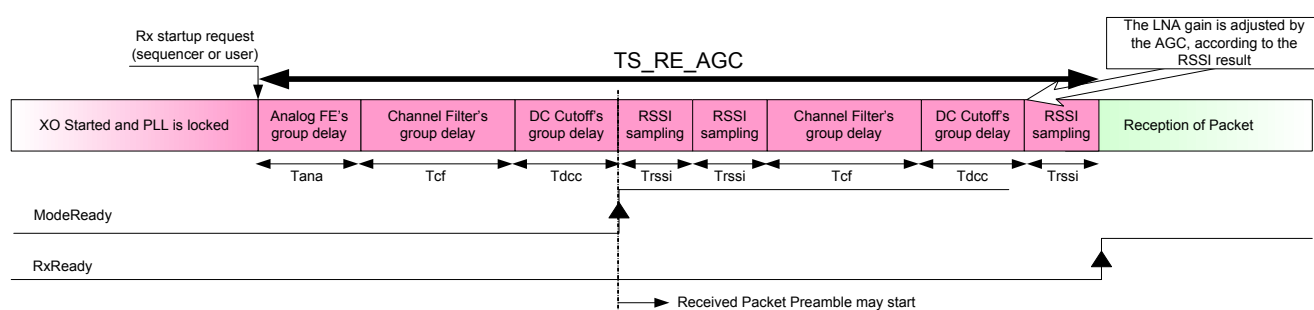 Rx startup request
(sequencer or user)
TS_RE_AGC
The LNA gain is adjusted by
the AGC, according to the
RSSI result
XO Started and PLL is locked
Analog FE's
group delay
Channel Filter's
group delay
DC Cutoff's
group delay
RSSI
sampling
RSSI
sampling
Channel Filter's
group delay
DC Cutoff's
group delay
RSSI
sampling
Reception of Packet
Tana
Tcf
Tdcc
Trssi
Trssi
Tcf
Tdcc
Trssi
ModeReady
RxReady
Received Packet Preamble may start